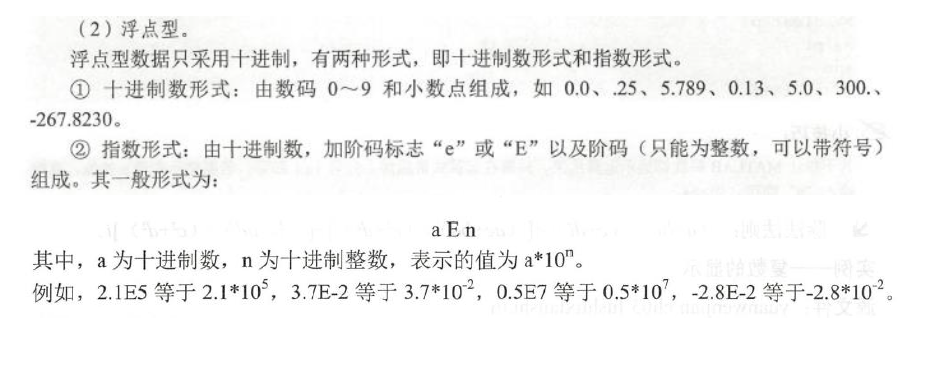 （2）浮点型。
浮点型数据只采用十进制，有两种形式，即十进制数形式和指数形式。
① 十进制数形式：由数码 0～9 和小数点组成，如 0.0、.25、5.789、0.13、5.0、300.、
-267.8230。
② 指数形式：由十进制数，加阶码标志“e”或“E”以及阶码（只能为整数，可以带符号）
组成。其一般形式为：
a E n
其中，a 为十进制数，n 为十进制整数，表示的值为 a*10ⁿ。
例如，2.1E5 等于 2.1*10⁵，3.7E-2 等于 3.7*10⁻²，0.5E7 等于 0.5*10⁷，-2.8E-2 等于-2.8*10⁻²。